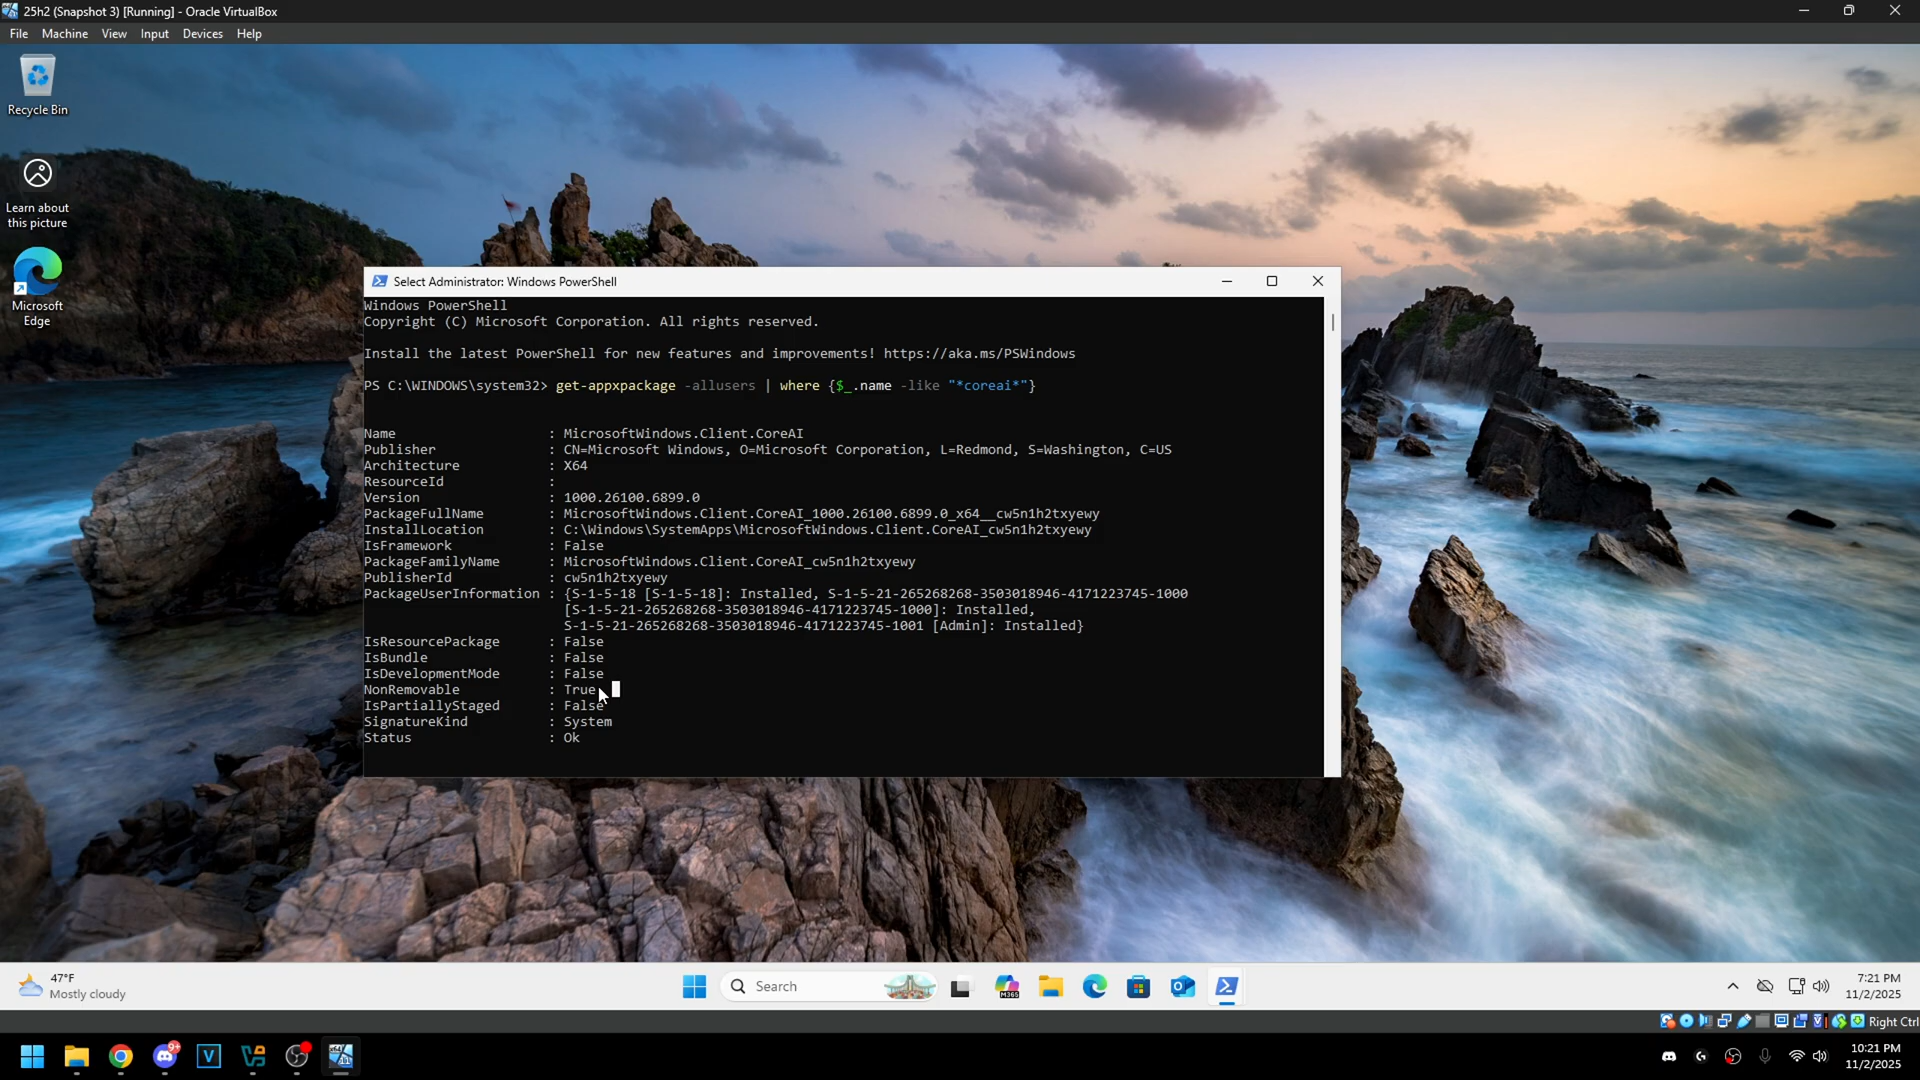 25h2 (Snapshot 3) [Running] - Oracle VirtualBox
File Machine View Input Devices Help
Recycle Bin
Learn about
this picture
Microsoft
Edge
Select Administrator: Windows PowerShell
Windows PowerShell
Copyright (C) Microsoft Corporation. All rights reserved.
Install the latest PowerShell for new features and improvements! https://aka.ms/PSWindows
PS C:\WINDOWS\system32> get-appxpackage -allusers | where {$_.name -like "*coreai*"}
Name : MicrosoftWindows.Client.CoreAI
Publisher : CN=Microsoft Windows, O=Microsoft Corporation, L=Redmond, S=Washington, C=US
Architecture : X64
ResourceId :
Version : 1000.26100.6899.0
PackageFullName : MicrosoftWindows.Client.CoreAI_1000.26100.6899.0_x64__cw5n1h2txyewy
InstallLocation : C:\Windows\SystemApps\MicrosoftWindows.Client.CoreAI_cw5n1h2txyewy
IsFramework : False
PackageFamilyName : MicrosoftWindows.Client.CoreAI_cw5n1h2txyewy
PublisherId : cw5n1h2txyewy
PackageUserInformation : {S-1-5-18 [S-1-5-18]: Installed, S-1-5-21-265268268-3503018946-4171223745-1000
[S-1-5-21-265268268-3503018946-4171223745-1000]: Installed,
S-1-5-21-265268268-3503018946-4171223745-1001 [Admin]: Installed}
IsResourcePackage : False
IsBundle : False
IsDevelopmentMode : False
NonRemovable : True
IsPartiallyStaged : False
SignatureKind : System
Status : Ok
47°F
Mostly cloudy
Search
M365
7:21 PM
11/2/2025
Right Ctrl
9+
V
10:21 PM
11/2/2025